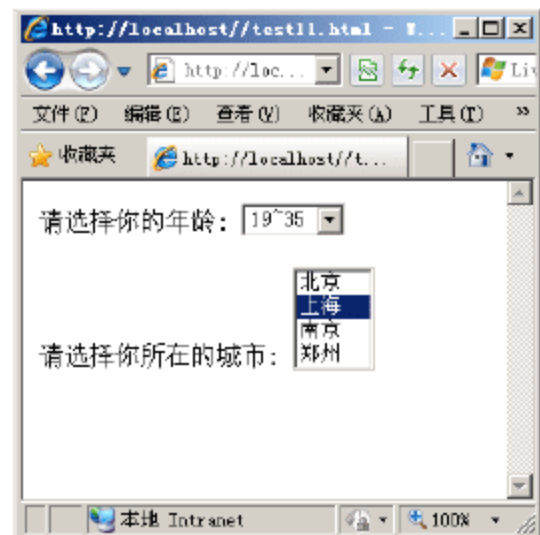 http://localhost//test11.html - W...
http://loc...
Liv
文件(F) 编辑(E) 查看(V) 收藏夹(A) 工具(T) »
收藏夹 http://localhost//t...
请选择你的年龄: 19~35
北京
上海
南京
请选择你所在的城市: 郑州
本地 Intranet 100%